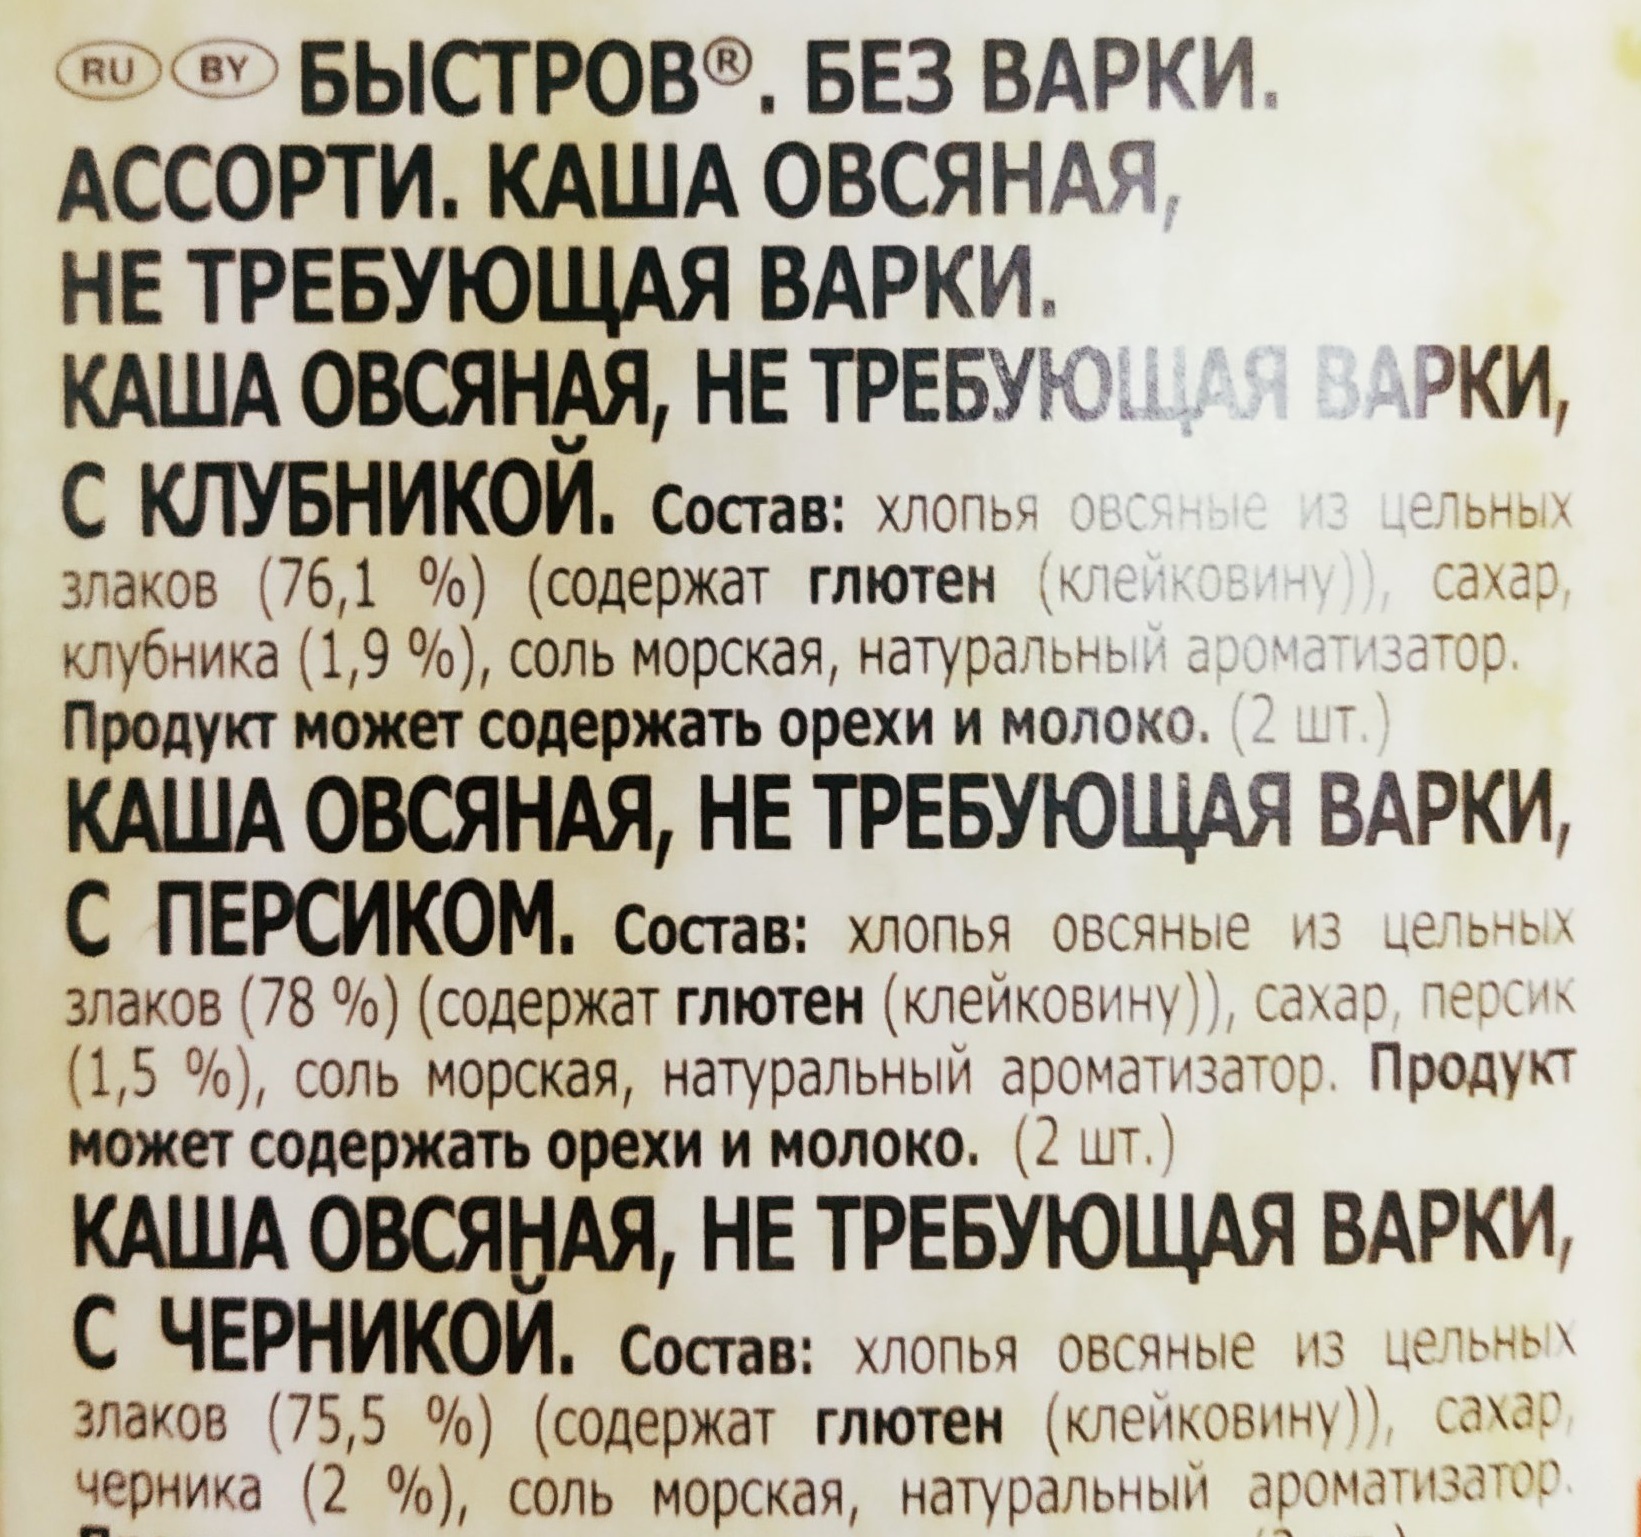 RU BY БЫСТРОВ®. БЕЗ ВАРКИ.
АССОРТИ. КАША ОВСЯНАЯ,
НЕ ТРЕБУЮЩАЯ ВАРКИ.
КАША ОВСЯНАЯ, НЕ ТРЕБУЮЩАЯ ВАРКИ,
С КЛУБНИКОЙ. Состав: хлопья овсяные из цельных
злаков (76,1 %) (содержат глютен (клейковину)), сахар,
клубника (1,9 %), соль морская, натуральный ароматизатор.
Продукт может содержать орехи и молоко. (2 шт.)
КАША ОВСЯНАЯ, НЕ ТРЕБУЮЩАЯ ВАРКИ,
С ПЕРСИКОМ. Состав: хлопья овсяные из цельных
злаков (78 %) (содержат глютен (клейковину)), сахар, персик
(1,5 %), соль морская, натуральный ароматизатор. Продукт
может содержать орехи и молоко. (2 шт.)
КАША ОВСЯНАЯ, НЕ ТРЕБУЮЩАЯ ВАРКИ,
С ЧЕРНИКОЙ. Состав: хлопья овсяные из цельных
злаков (75,5 %) (содержат глютен (клейковину)), сахар,
черника (2 %), соль морская, натуральный ароматизатор.